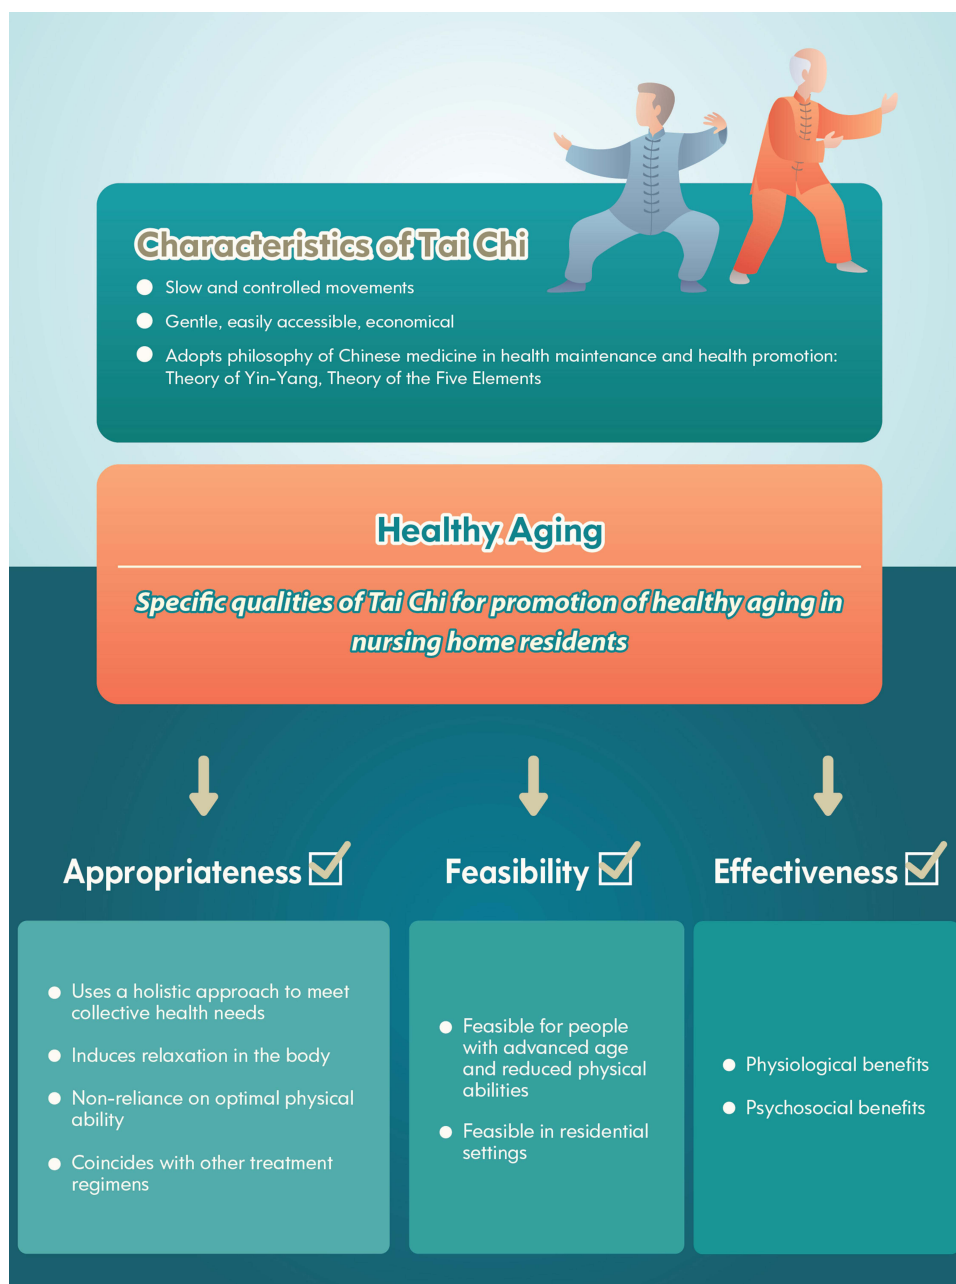 Characteristics of Tai Chi
Slow and controlled movements
Gentle, easily accessible, economical
Adopts philosophy of Chinese medicine in health maintenance and health promotion:
Theory of Yin-Yang, Theory of the Five Elements
Healthy Aging
Specific qualities of Tai Chi for promotion of healthy aging in
nursing home residents
Appropriateness
Uses a holistic approach to meet
collective health needs
Induces relaxation in the body
Non-reliance on optimal physical
ability
Coincides with other treatment
regimens
Feasibility
Feasible for people
with advanced age
and reduced physical
abilities
Feasible in residential
settings
Effectiveness
Physiological benefits
Psychosocial benefits